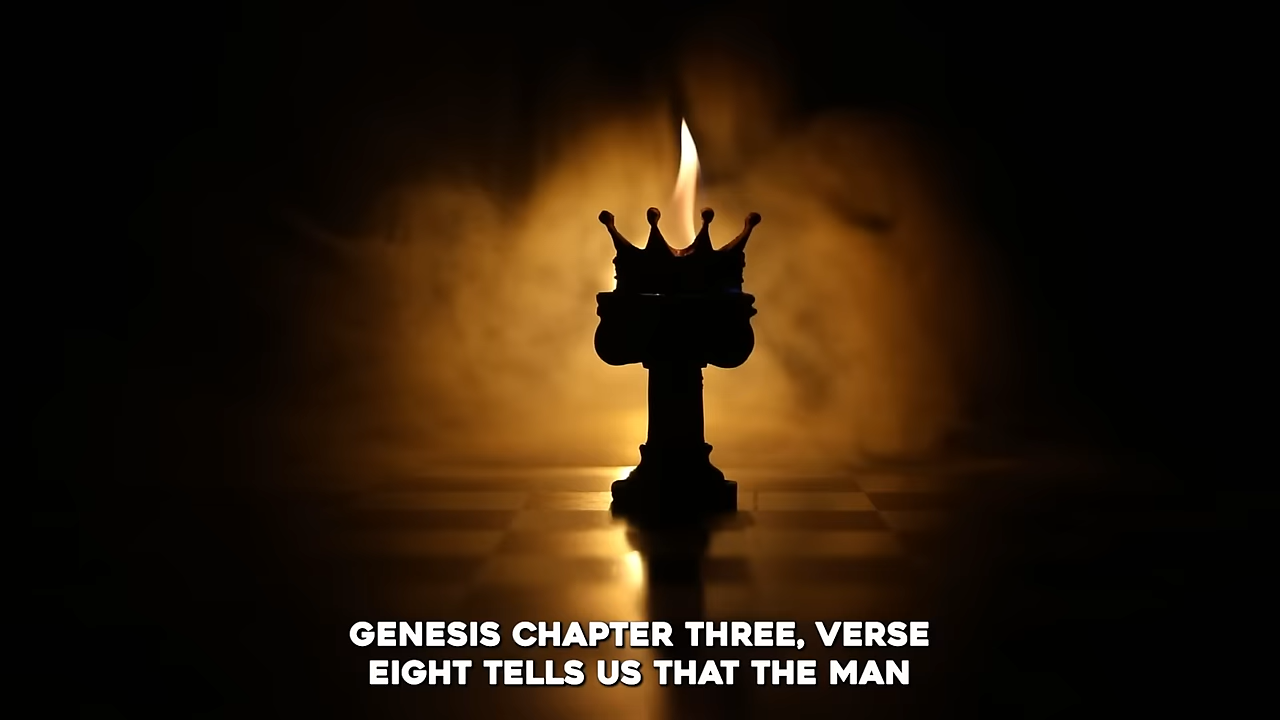 GENESIS CHAPTER THREE, VERSE
EIGHT TELLS US THAT THE MAN